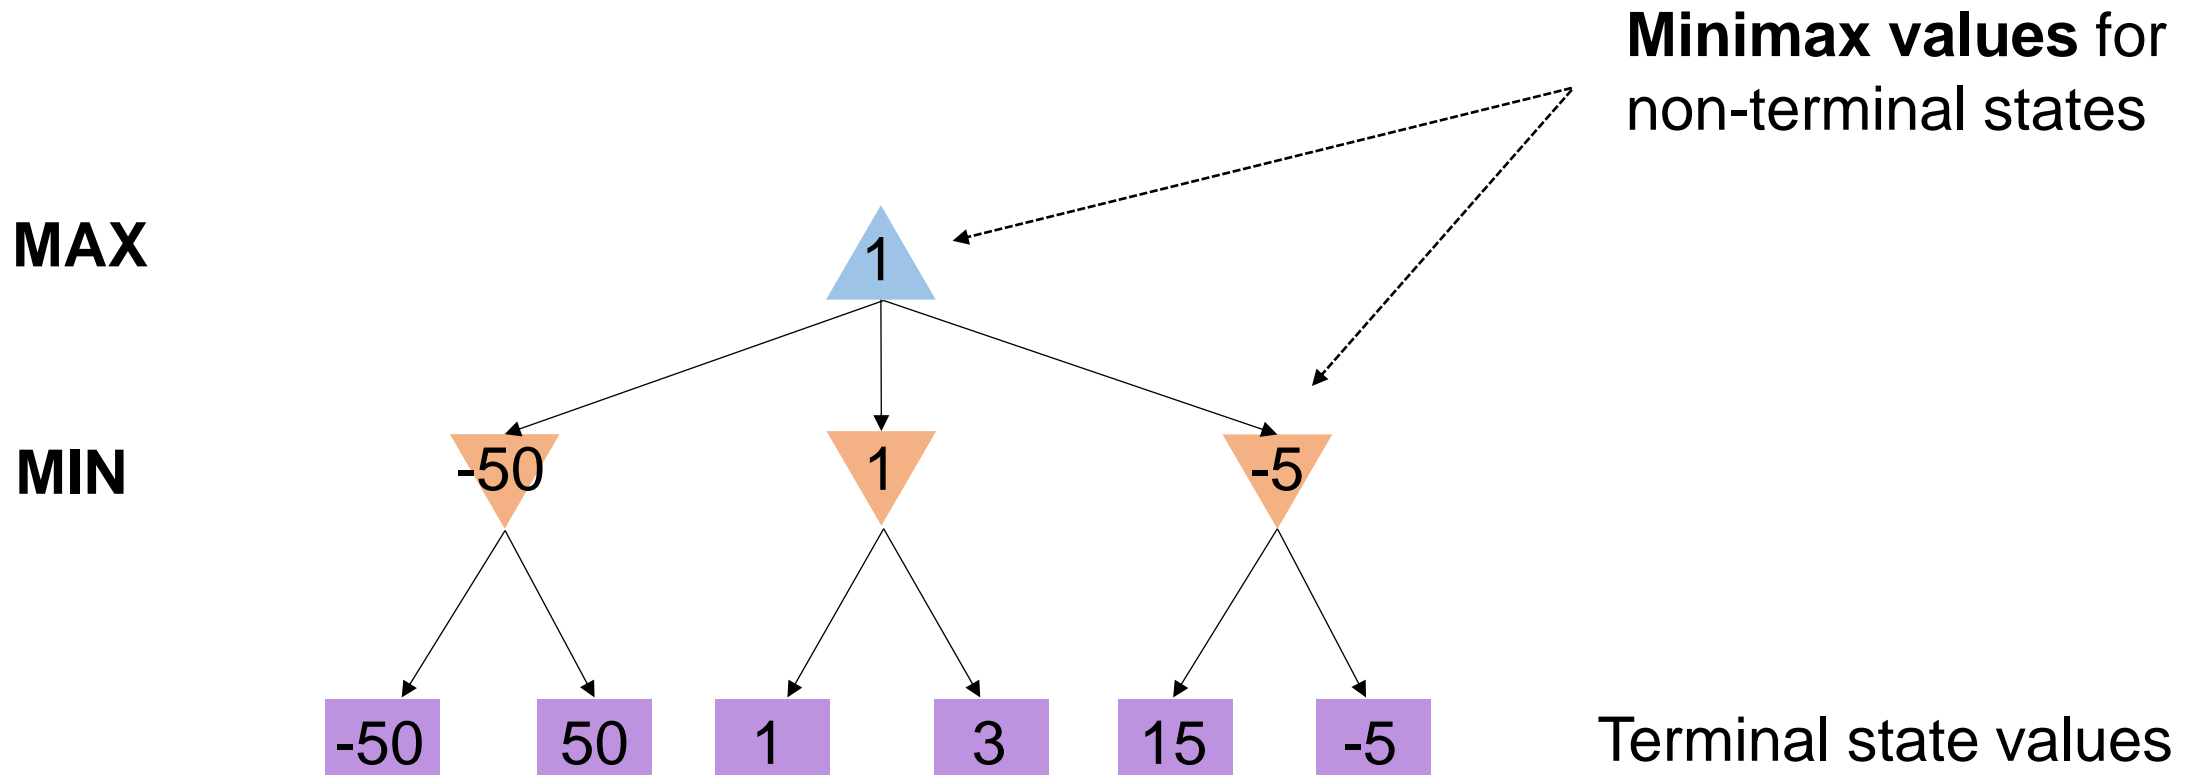 Minimax values for
non-terminal states
MAX
1
MIN
-50 1 -5
-50 50 1 3 15 -5
Terminal state values